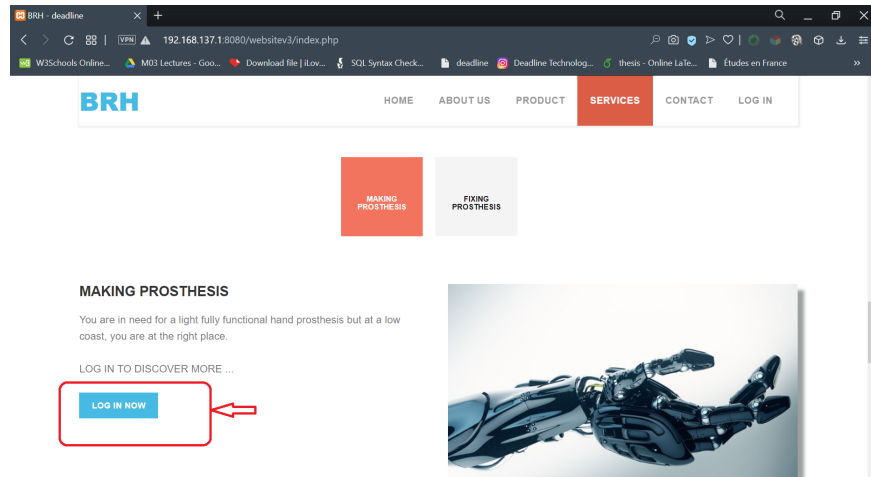 BRH - deadline
VPN
192.168.137.1:8080/websitev3/index.php
W3Schools Online...
M03 Lectures - Goo...
Download file | iLov...
SQL Syntax Check...
deadline
Deadline Technolog...
thesis - Online LaTe...
Études en France
BRH
HOME
ABOUT US
PRODUCT
SERVICES
CONTACT
LOG IN
MAKING
PROSTHESIS
FIXING
PROSTHESIS
MAKING PROSTHESIS
You are in need for a light fully functional hand prosthesis but at a low
coast, you are at the right place.
LOG IN TO DISCOVER MORE ...
LOG IN NOW